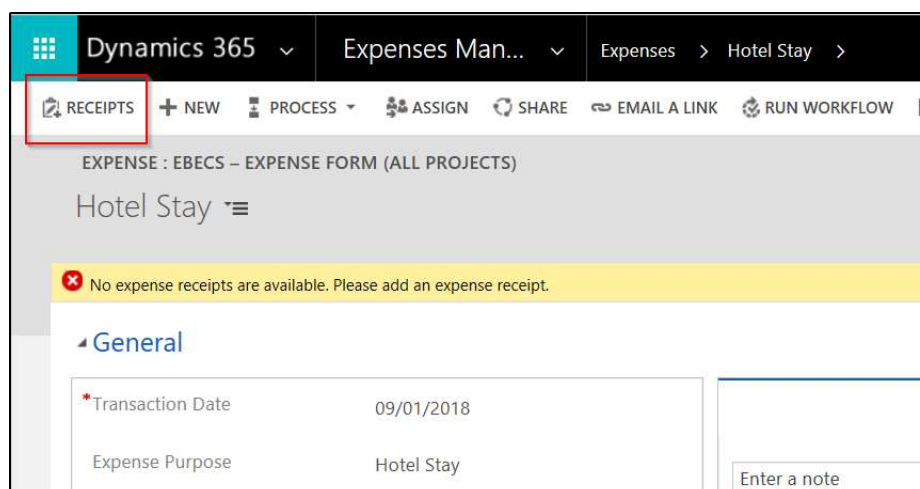 Dynamics 365 Expenses Man... Expenses > Hotel Stay >
RECEIPTS + NEW PROCESS ASSIGN SHARE EMAIL A LINK RUN WORKFLOW
EXPENSE : EBECS – EXPENSE FORM (ALL PROJECTS)
Hotel Stay
No expense receipts are available. Please add an expense receipt.
General
*Transaction Date 09/01/2018
Expense Purpose Hotel Stay
Enter a note